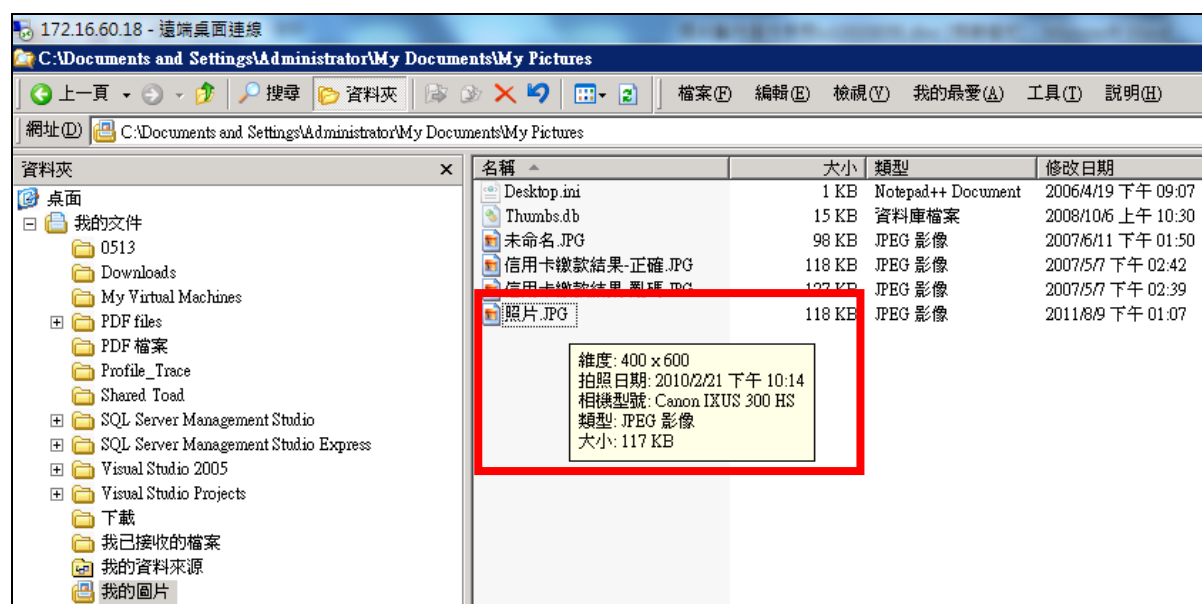 172.16.60.18 - 遠端桌面連線
C:\Documents and Settings\Administrator\My Documents\My Pictures
上一頁 搜尋 資料夾 檔案(F) 編輯(E) 檢視(V) 我的最愛(A) 工具(T) 說明(H)
網址(D) C:\Documents and Settings\Administrator\My Documents\My Pictures
資料夾 x
桌面
我的文件
0513
Downloads
My Virtual Machines
PDF files
PDF 檔案
Profile_Trace
Shared Toad
SQL Server Management Studio
SQL Server Management Studio Express
Visual Studio 2005
Visual Studio Projects
下載
我已接收的檔案
我的資料來源
我的圖片
名稱 大小 類型 修改日期
Desktop.ini 1 KB Notepad++ Document 2006/4/19 下午 09:07
Thumbs.db 15 KB 資料庫檔案 2008/10/6 上午 10:30
未命名.JPG 98 KB JPEG 影像 2007/6/11 下午 01:50
信用卡繳款結果-正確.JPG 118 KB JPEG 影像 2007/5/7 下午 02:42
信用卡繳款結果-亂碼.JPG 127 KB JPEG 影像 2007/5/7 下午 02:39
照片.JPG 118 KB JPEG 影像 2011/8/9 下午 01:07
維度: 400 x 600
拍照日期: 2010/2/21 下午 10:14
相機型號: Canon IXUS 300 HS
類型: JPEG 影像
大小: 117 KB